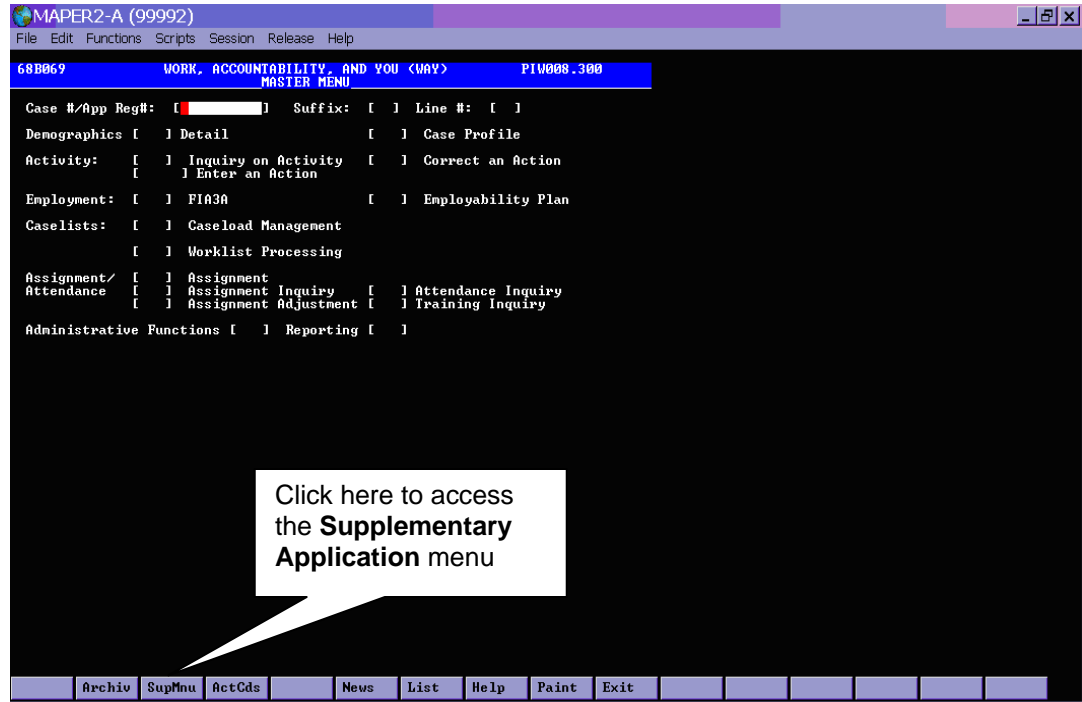 MAPER2-A (99992)
File Edit Functions Scripts Session Release Help
68B069 WORK, ACCOUNTABILITY, AND YOU (WAY) PIW008.300
MASTER MENU
Case #/App Reg#: [ ] Suffix: [ ] Line #: [ ]
Demographics [ ] Detail [ ] Case Profile
Activity: [ ] Inquiry on Activity [ ] Correct an Action
[ ] Enter an Action
Employment: [ ] FIA3A [ ] Employability Plan
Caselists: [ ] Caseload Management
[ ] Worklist Processing
Assignment/ [ ] Assignment
Attendance [ ] Assignment Inquiry [ ] Attendance Inquiry
[ ] Assignment Adjustment [ ] Training Inquiry
Administrative Functions [ ] Reporting [ ]
Click here to access
the Supplementary
Application menu
Archiv SupMnu ActCds News List Help Paint Exit